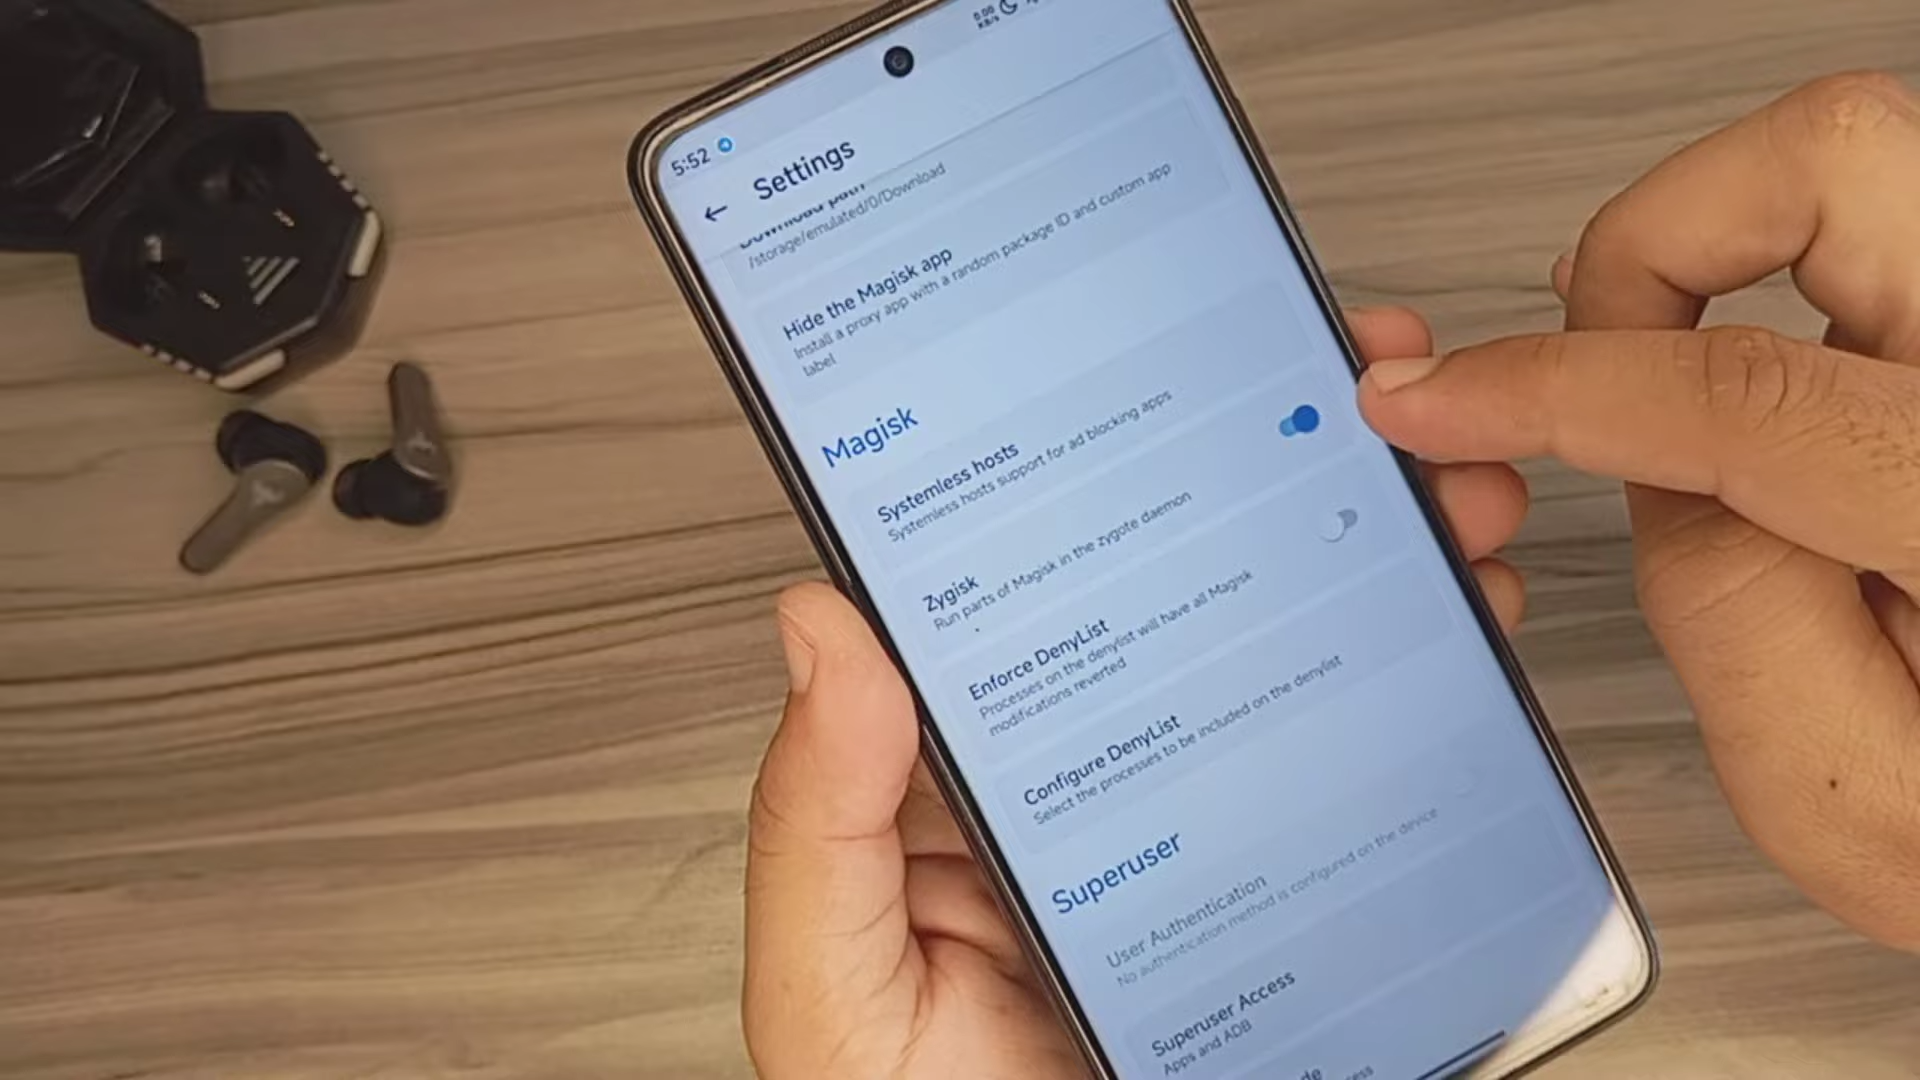 0.00
KB/s
5:52
Settings
Download path
/storage/emulated/0/Download
Hide the Magisk app
Install a proxy app with a random package ID and custom app
label
Magisk
Systemless hosts
Systemless hosts support for ad blocking apps
Zygisk
Run parts of Magisk in the zygote daemon
Enforce DenyList
Processes on the denylist will have all Magisk
modifications reverted
Configure DenyList
Select the processes to be included on the denylist
Superuser
User Authentication
No authentication method is configured on the device
Superuser Access
Apps and ADB